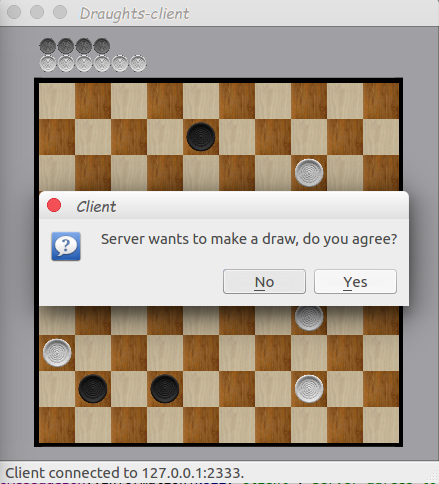 Draughts-client
Client
Server wants to make a draw, do you agree?
No
Yes
Client connected to 127.0.0.1:2333.